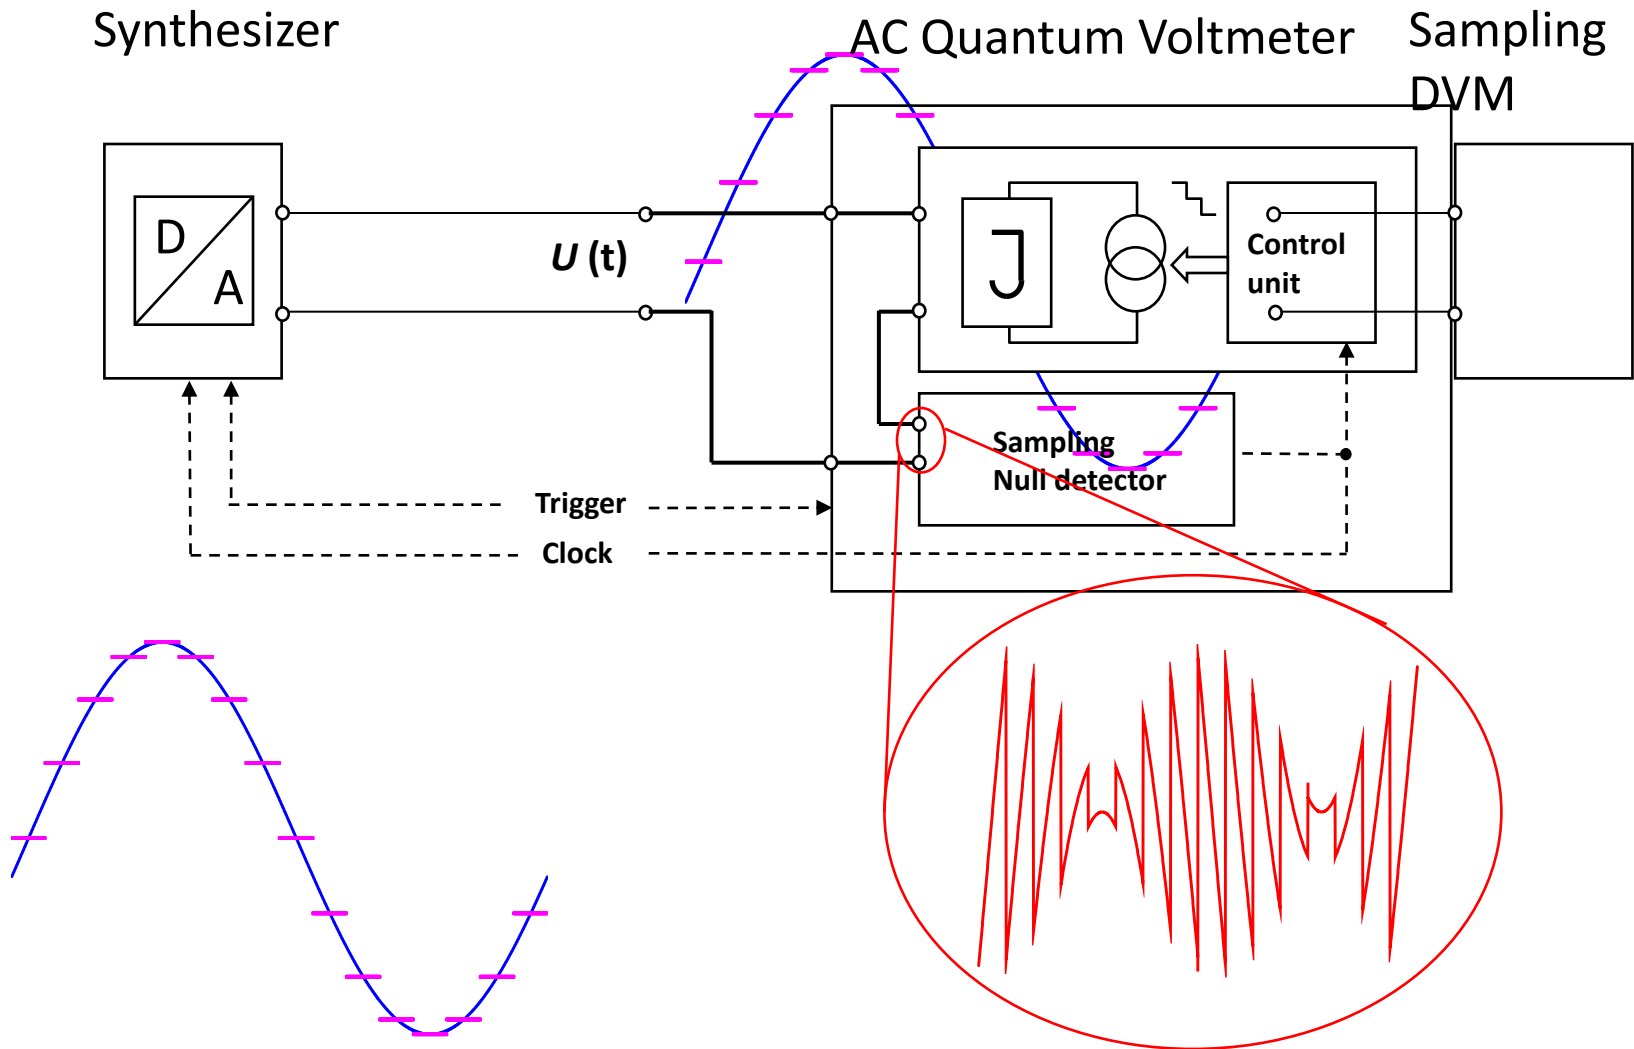 Synthesizer
AC Quantum Voltmeter
Sampling
DVM
D
A
U (t)
J
Control
unit
Sampling
Null detector
Trigger
Clock